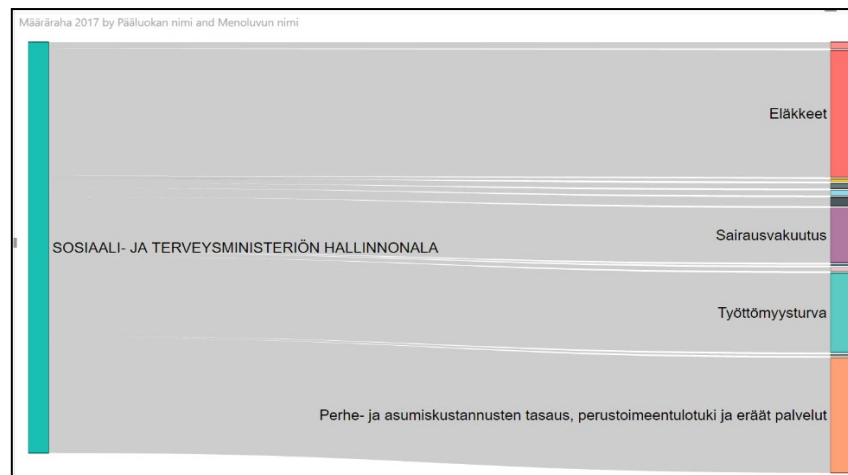 Määräraha 2017 by Pääluokan nimi and Menoluvun nimi
Eläkkeet
Sairausvakuutus
SOSIAALI- JA TERVEYSMINISTERIÖN HALLINNONALA
Työttömyysturva
Perhe- ja asumiskustannusten tasaus, perustoimeentulotuki ja eräät palvelut